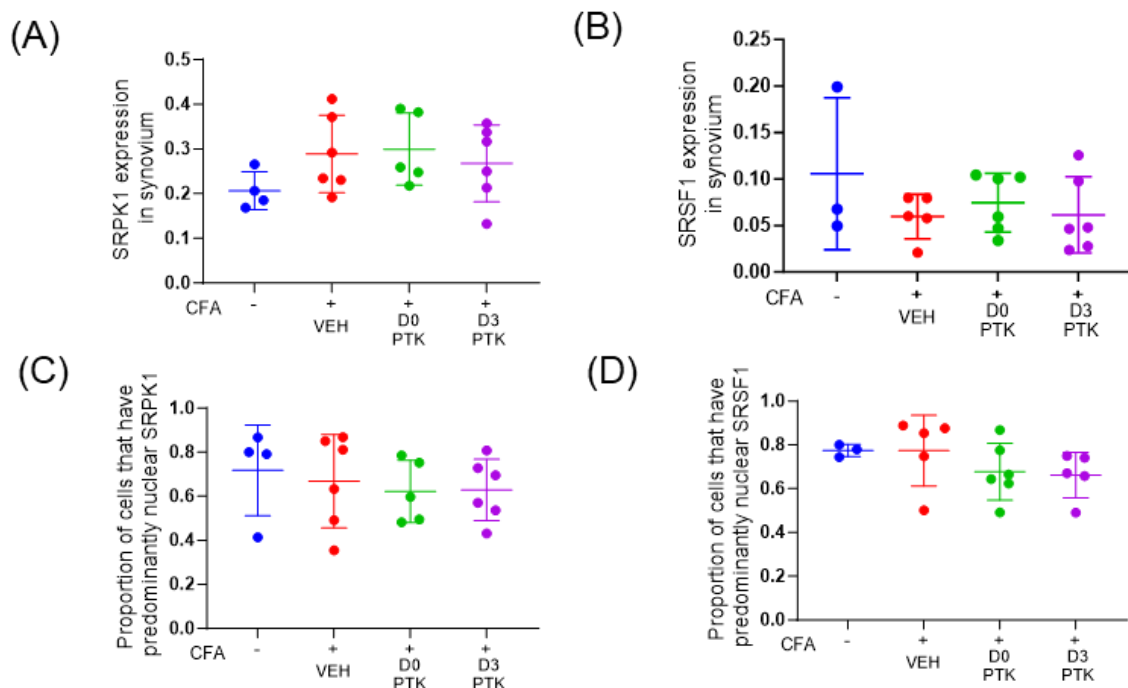 (A)
SRPK1 expression
in synovium
0.5
0.4
0.3
0.2
0.1
0.0
CFA - + + +
VEH D0 D3
PTK PTK
(B)
SRSF1 expression
in synovium
0.25
0.20
0.15
0.10
0.05
0.00
CFA - + + +
VEH D0 D3
PTK PTK
(C)
Proportion of cells that have
predominantly nuclear SRPK1
1.0
0.8
0.6
0.4
0.2
0.0
CFA - + + +
VEH D0 D3
PTK PTK
(D)
Proportion of cells that have
predominantly nuclear SRSF1
1.0
0.8
0.6
0.4
0.2
0.0
CFA - + + +
VEH D0 D3
PTK PTK